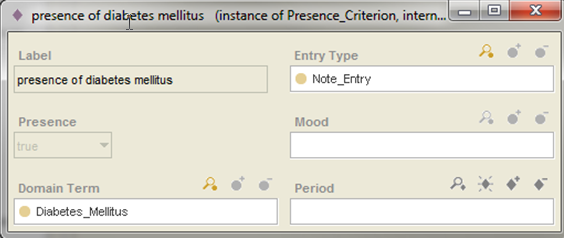 presence of diabetes mellitus (instance of Presence_Criterion, intern...
Label
presence of diabetes mellitus
Entry Type
Note_Entry
Presence
true
Mood
Domain Term
Diabetes_Mellitus
Period